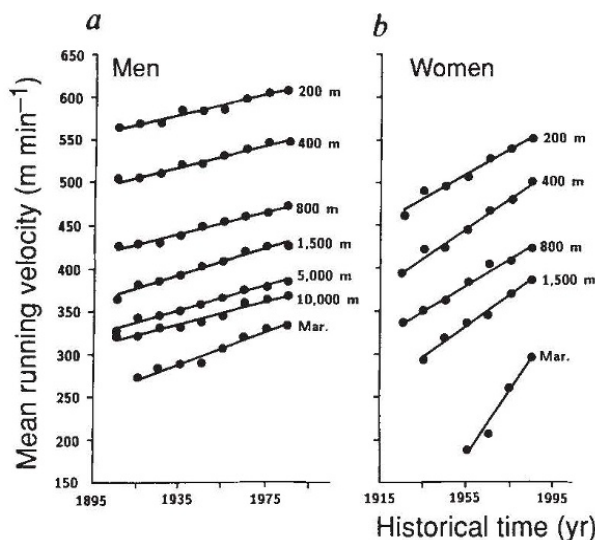 a
b
Men
Women
Mean running velocity (m min–1)
650
600
550
500
450
400
350
300
250
200
150
200 m
400 m
800 m
1,500 m
5,000 m
10,000 m
Mar.
1895
1935
1975
200 m
400 m
800 m
1,500 m
Mar.
1915
1955
1995
Historical time (yr)